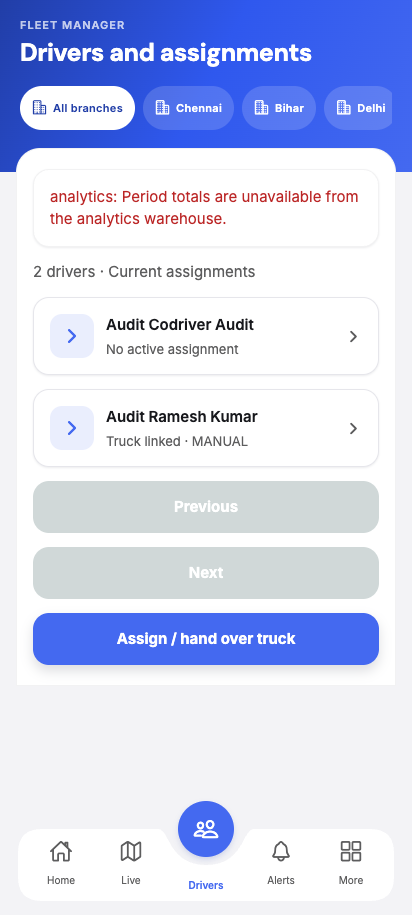 FLEET MANAGER
Drivers and assignments
All branches
Chennai
Bihar
Delhi
analytics: Period totals are unavailable from
the analytics warehouse.
2 drivers · Current assignments
Audit Codriver Audit
No active assignment
Audit Ramesh Kumar
Truck linked · MANUAL
Previous
Next
Assign / hand over truck
Home
Live
Drivers
Alerts
More